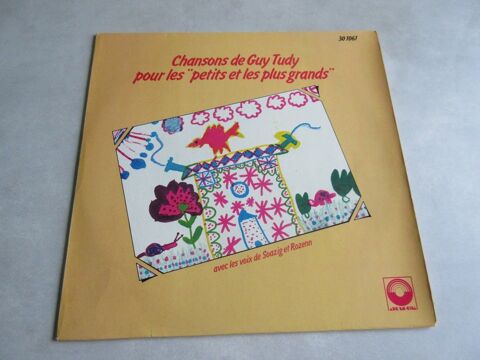 30 7067
Chansons de Guy Tudy
pour les "petits et les plus grands"
avec les voix de Soazig et Rozenn